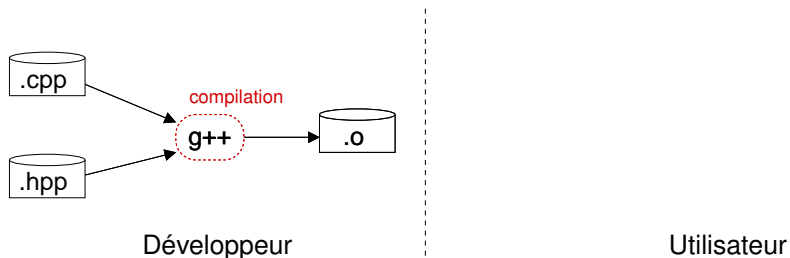 .cpp
compilation
g++
.o
.hpp
Développeur
Utilisateur